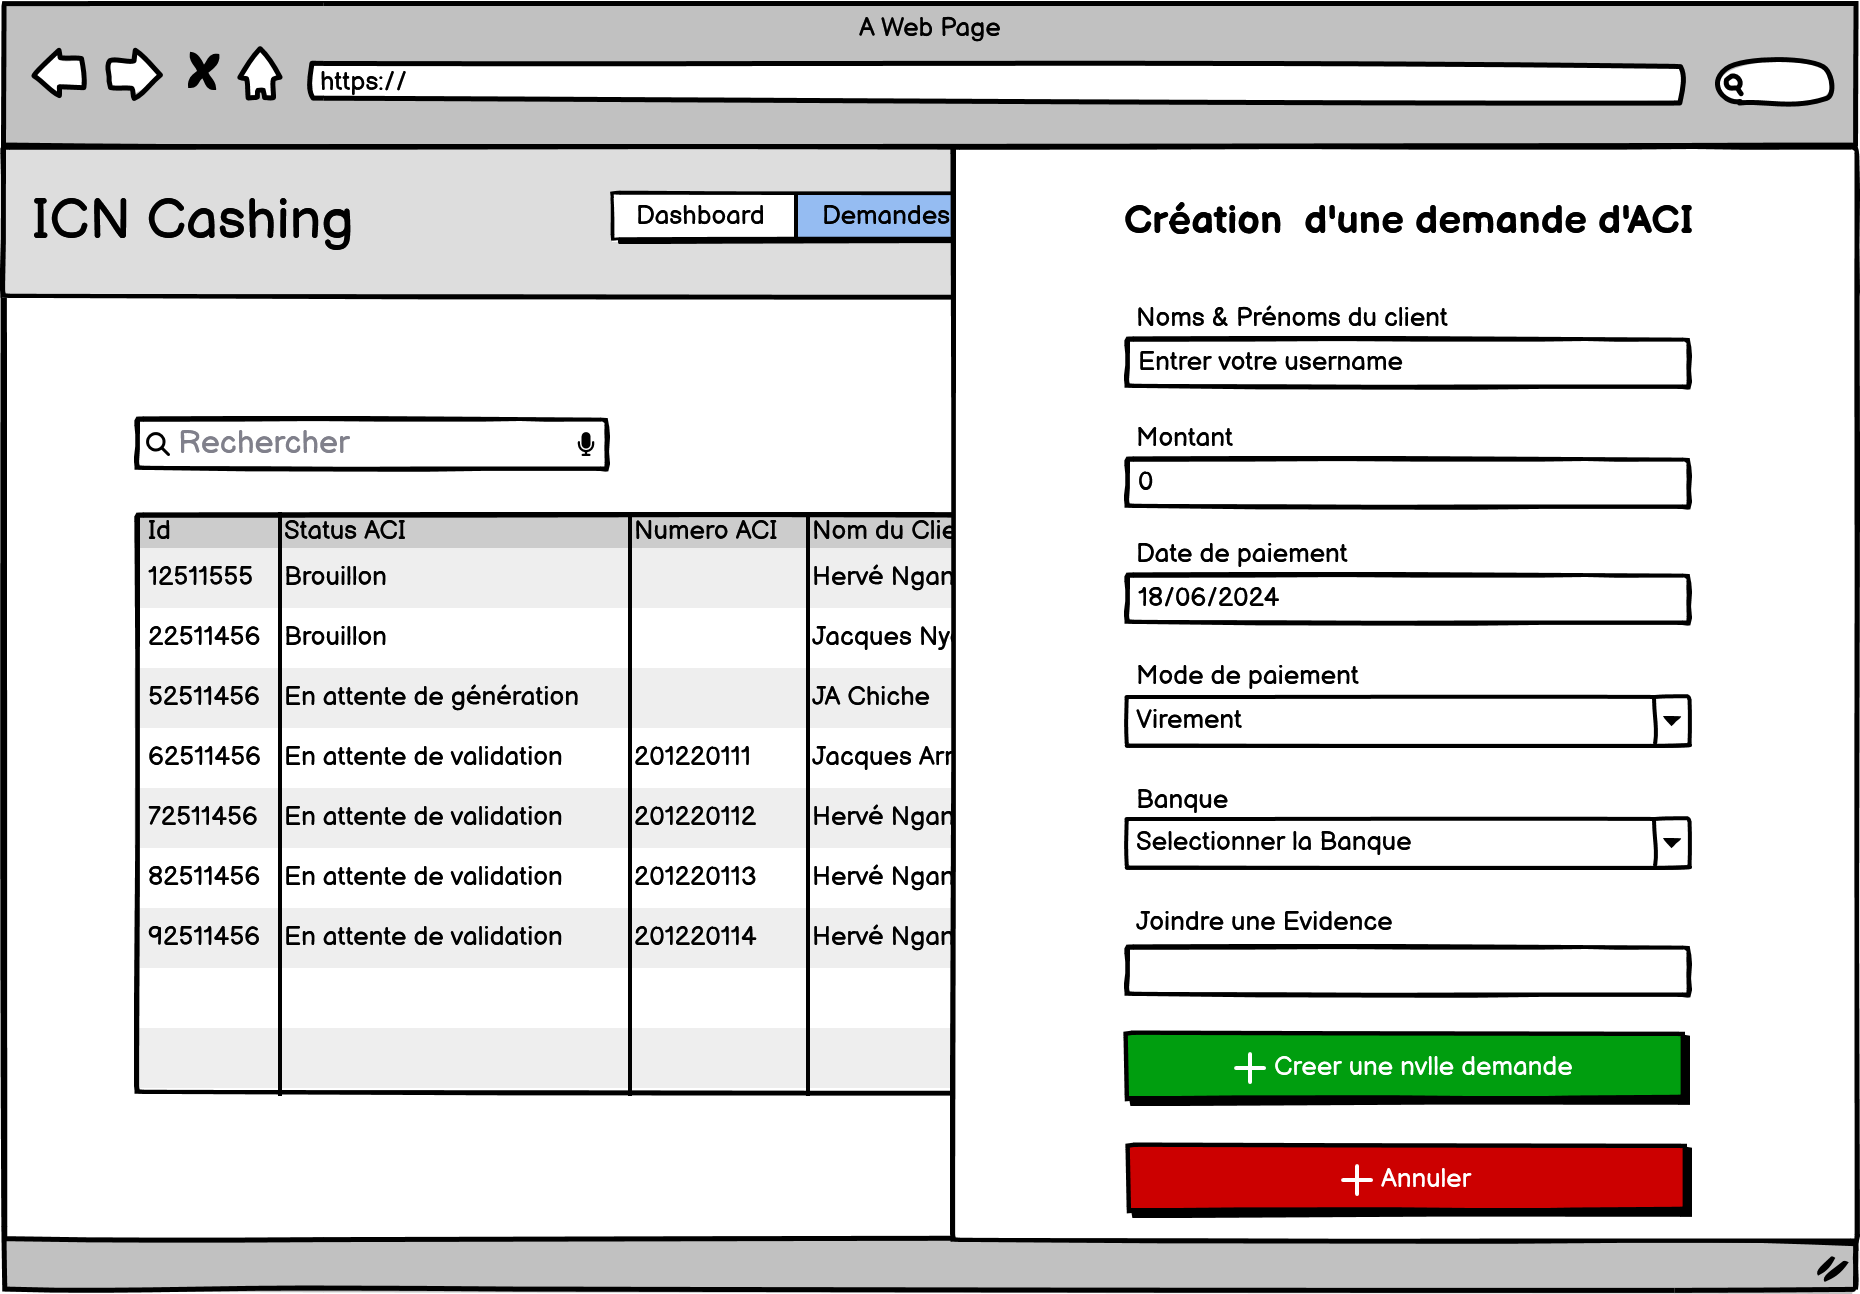 A Web Page
https://
ICN Cashing
Dashboard
Demandes
Rechercher
Id Status ACI Numero ACI Nom du Clie
12511555 Brouillon Hervé Ngan
22511456 Brouillon Jacques Ny
52511456 En attente de génération JA Chiche
62511456 En attente de validation 201220111 Jacques Arr
72511456 En attente de validation 201220112 Hervé Ngan
82511456 En attente de validation 201220113 Hervé Ngan
92511456 En attente de validation 201220114 Hervé Ngan
Création d'une demande d'ACI
Noms & Prénoms du client
Entrer votre username
Montant
0
Date de paiement
18/06/2024
Mode de paiement
Virement
Banque
Selectionner la Banque
Joindre une Evidence
Creer une nvlle demande
Annuler